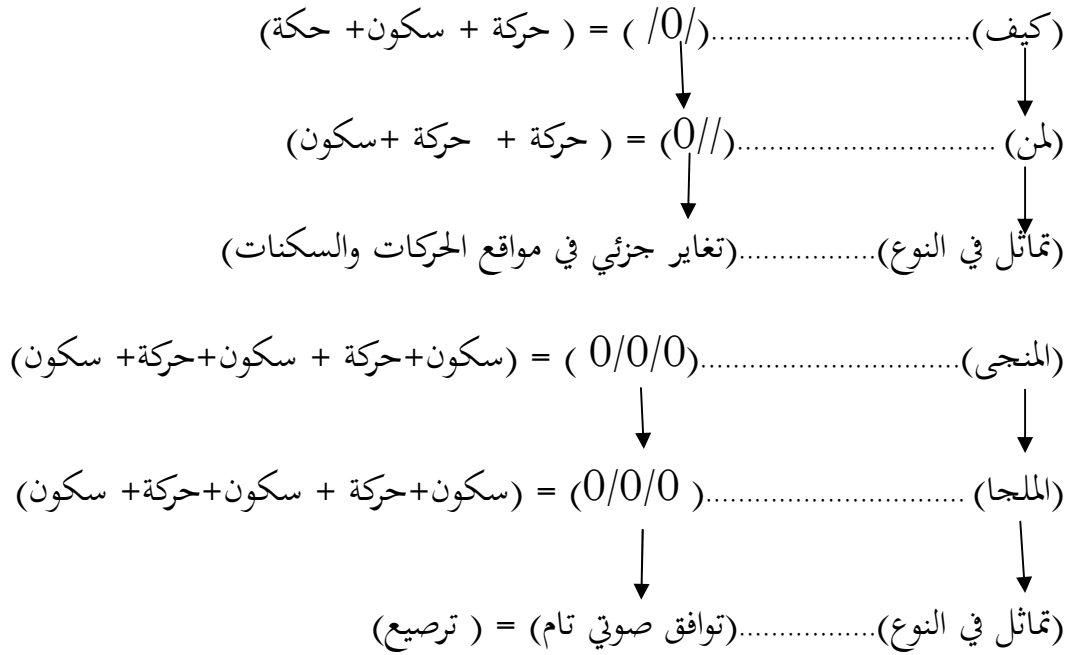 (كيف)................................(/0/ ) = ( حركة + سكون+ حكة)
(لمن) ................................(//0) = ( حركة + حركة +سكون)
(تماثل في النوع).................(تغاير جزئي في مواقع الحركات والسكنات)
(المنجى)................................(0/0/0 ) = (سكون+حركة + سكون+حركة+ سكون)
(الملجا) ................................( 0/0/0) = (سكون+حركة + سكون+حركة+ سكون)
(تماثل في النوع).................(توافق صوتي تام) = ( ترصيع)